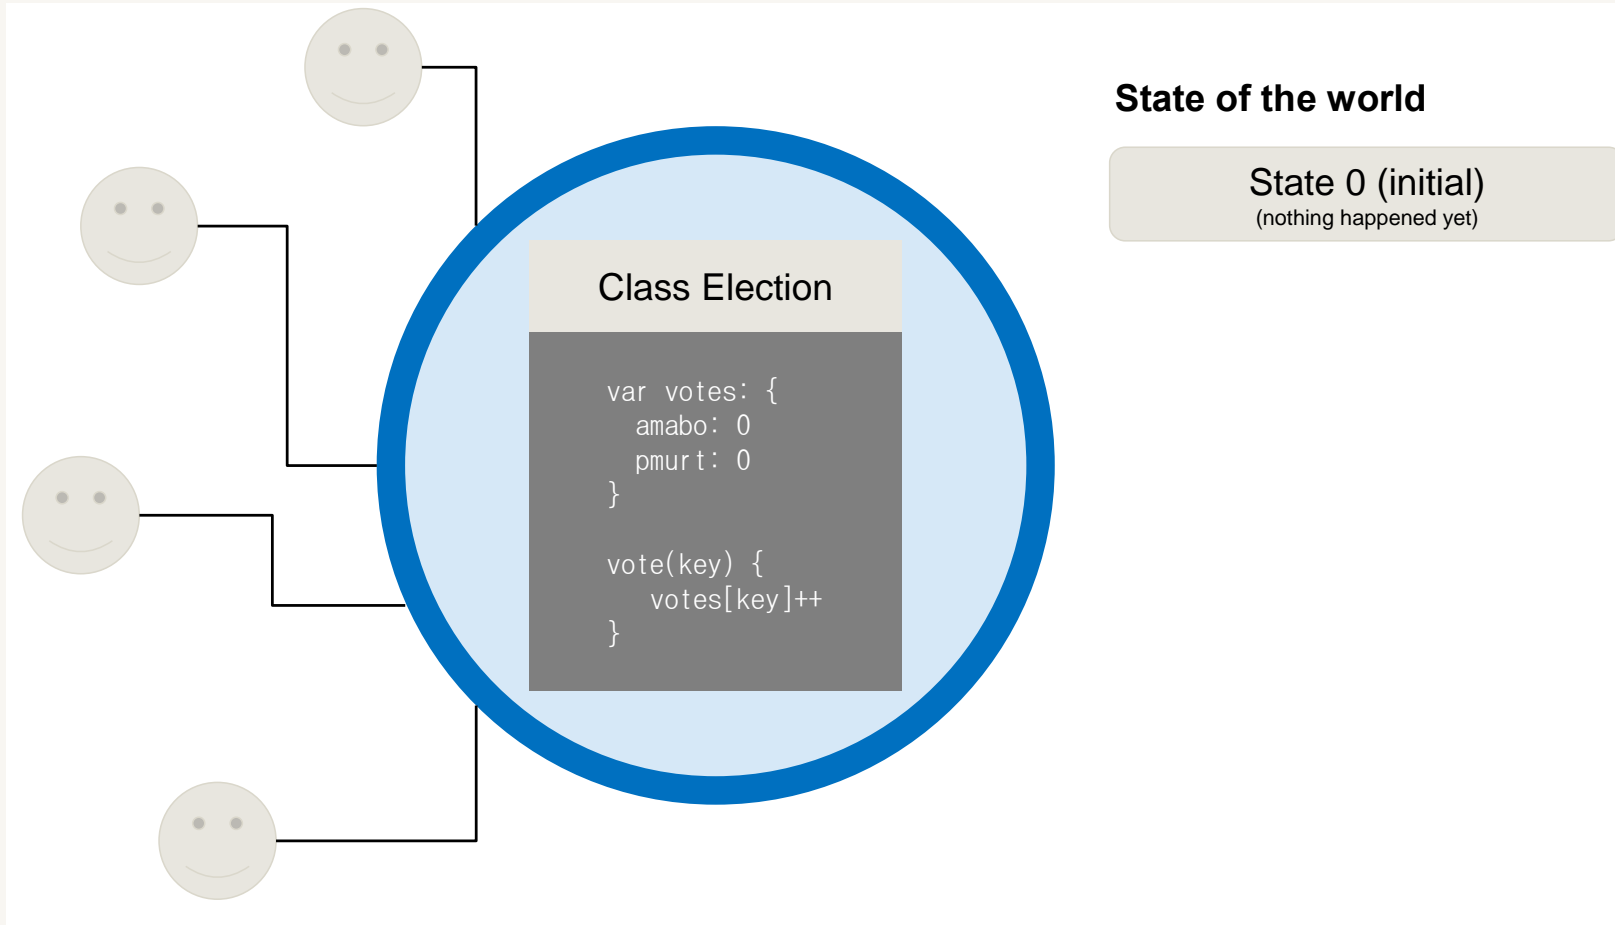 State of the world
State 0 (initial)
(nothing happened yet)
Class Election
var votes: {
amabo: 0
pmurt: 0
}
vote(key) {
votes[key]++
}